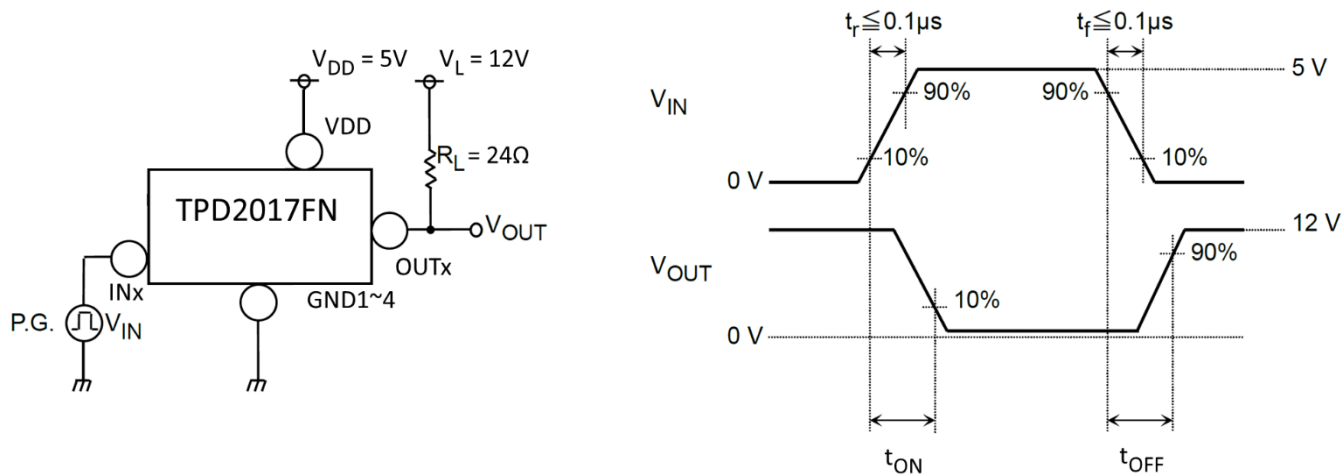 V_DD = 5V
V_L = 12V
VDD
R_L = 24Ω
TPD2017FN
V_OUT
OUTx
INx
GND1~4
P.G.
V_IN
t_r≦0.1μs
t_f≦0.1μs
5 V
V_IN
90%
90%
10%
10%
0 V
12 V
V_OUT
90%
10%
0 V
t_ON
t_OFF